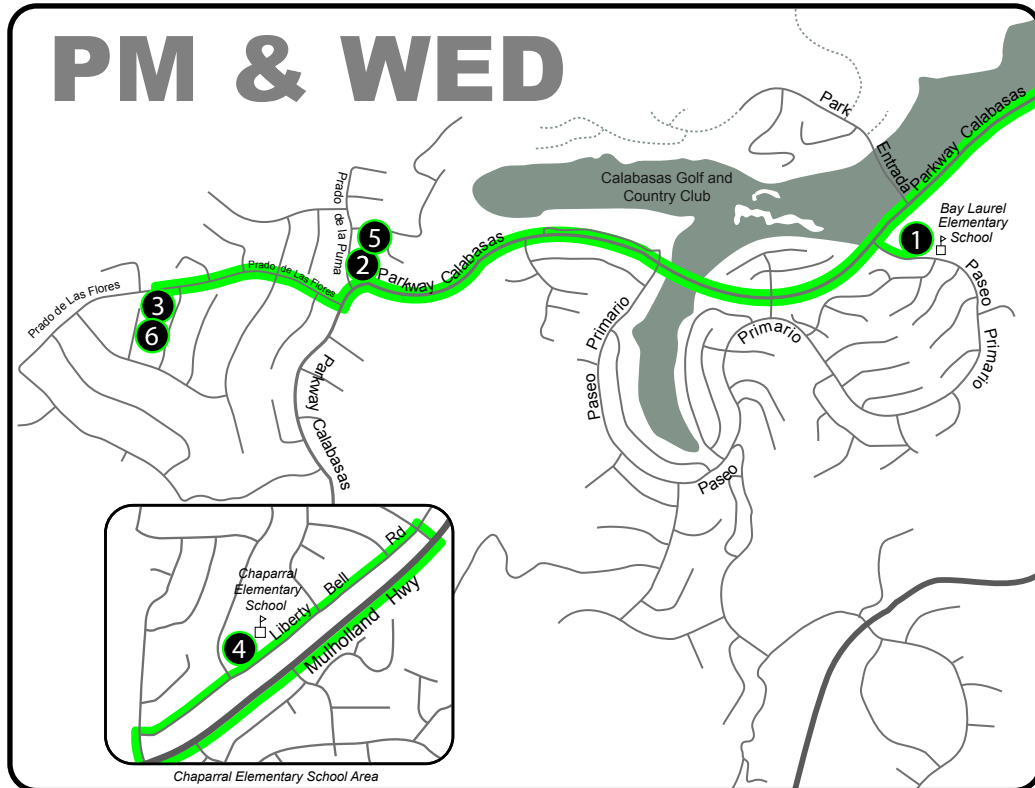 PM & WED
Park
Entrada
Parkway Calabasas
Calabasas Golf and
Country Club
Bay Laurel
Elementary
School
1
Prado
de la Puma
5
2
Parkway Calabasas
Prado de Las Flores
Prado de Las Flores
3
6
Paseo
Primario
Primario
Paseo
Primario
Paseo
Parkway Calabasas
Chaparral
Elementary
School
4
Liberty Bell Rd
Mulholland Hwy
Chaparral Elementary School Area